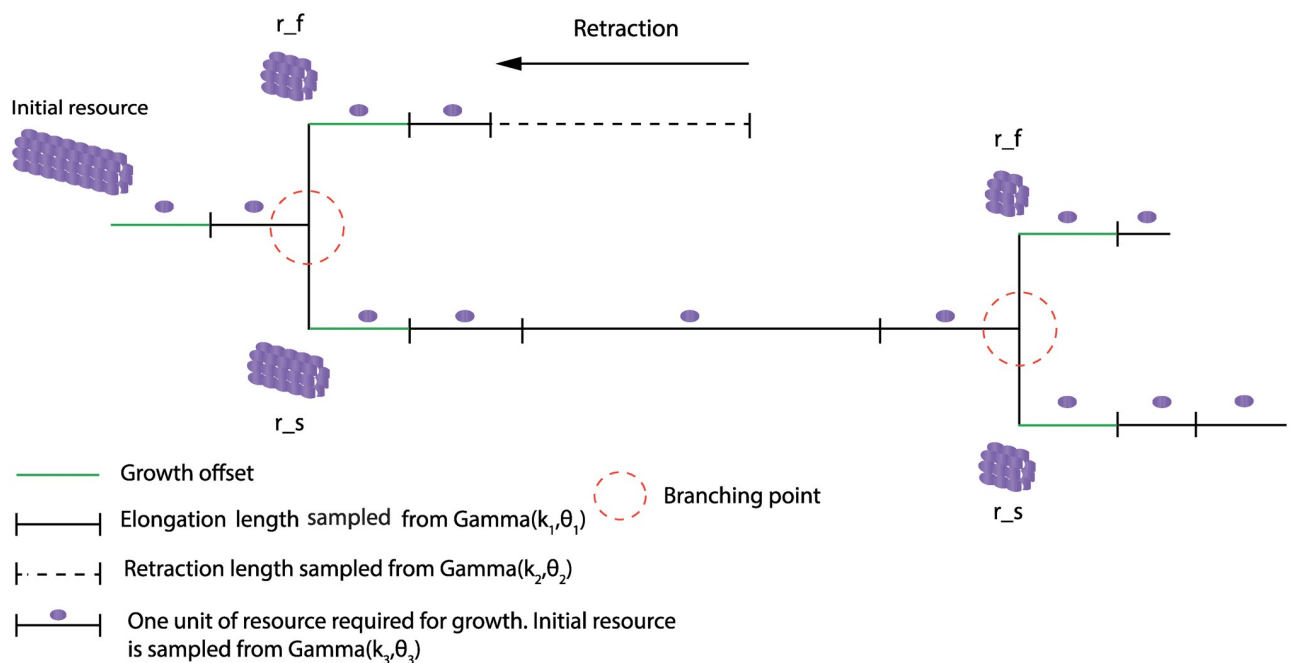 r_f
Retraction
Initial resource
r_f
r_s
r_s
Growth offset
Branching point
Elongation length sampled from Gamma(k₁,θ₁)
Retraction length sampled from Gamma(k₂,θ₂)
One unit of resource required for growth. Initial resource
is sampled from Gamma(k₃,θ₃)